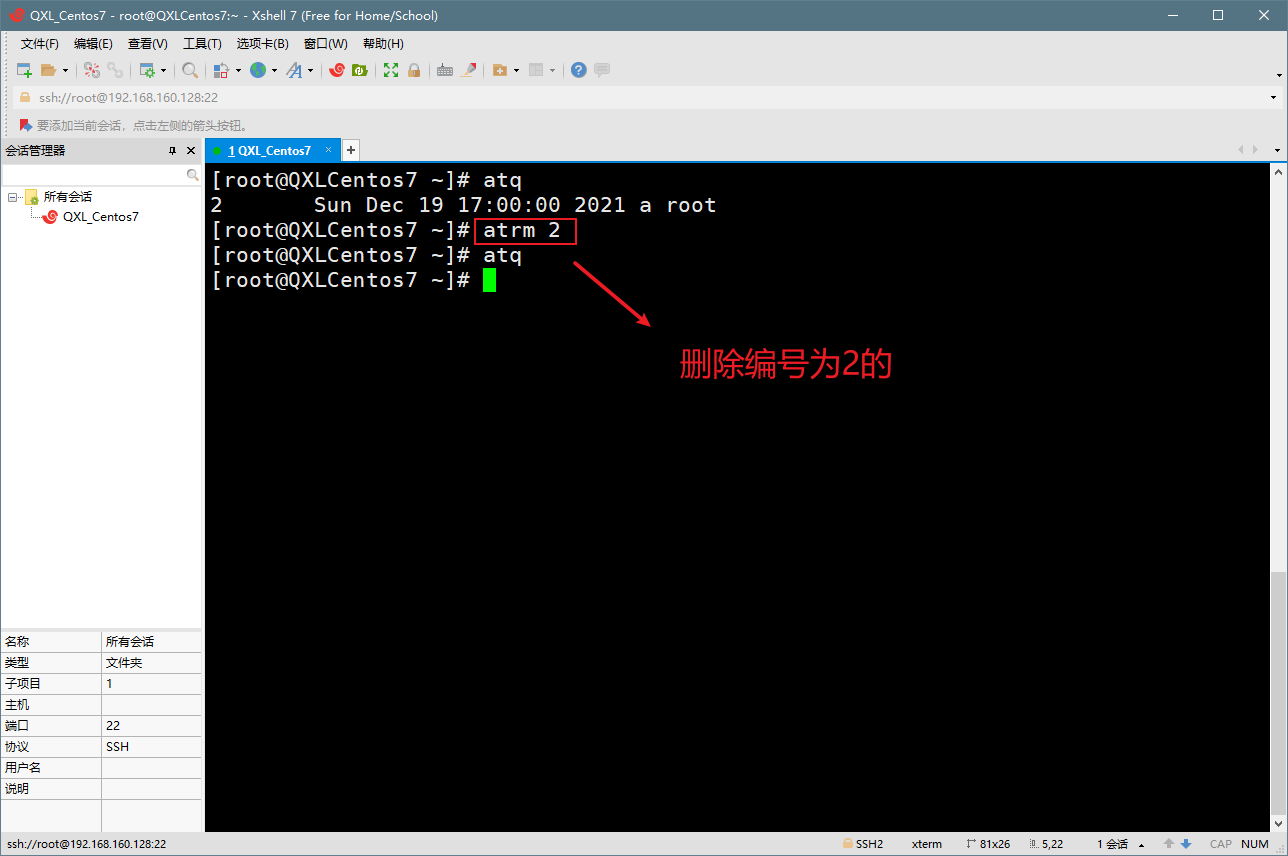 QXL_Centos7 - root@QXLCentos7:~ - Xshell 7 (Free for Home/School)
文件(F) 编辑(E) 查看(V) 工具(T) 选项卡(B) 窗口(W) 帮助(H)
ssh://root@192.168.160.128:22
要添加当前会话，点击左侧的箭头按钮。
会话管理器
1 QXL_Centos7
所有会话
QXL_Centos7
[root@QXLCentos7 ~]# atq
2 Sun Dec 19 17:00:00 2021 a root
[root@QXLCentos7 ~]# atrm 2
[root@QXLCentos7 ~]# atq
[root@QXLCentos7 ~]#
删除编号为2的
名称 所有会话
类型 文件夹
子项目 1
主机
端口 22
协议 SSH
用户名
说明
ssh://root@192.168.160.128:22 SSH2 xterm 81x26 5,22 1 会话 CAP NUM